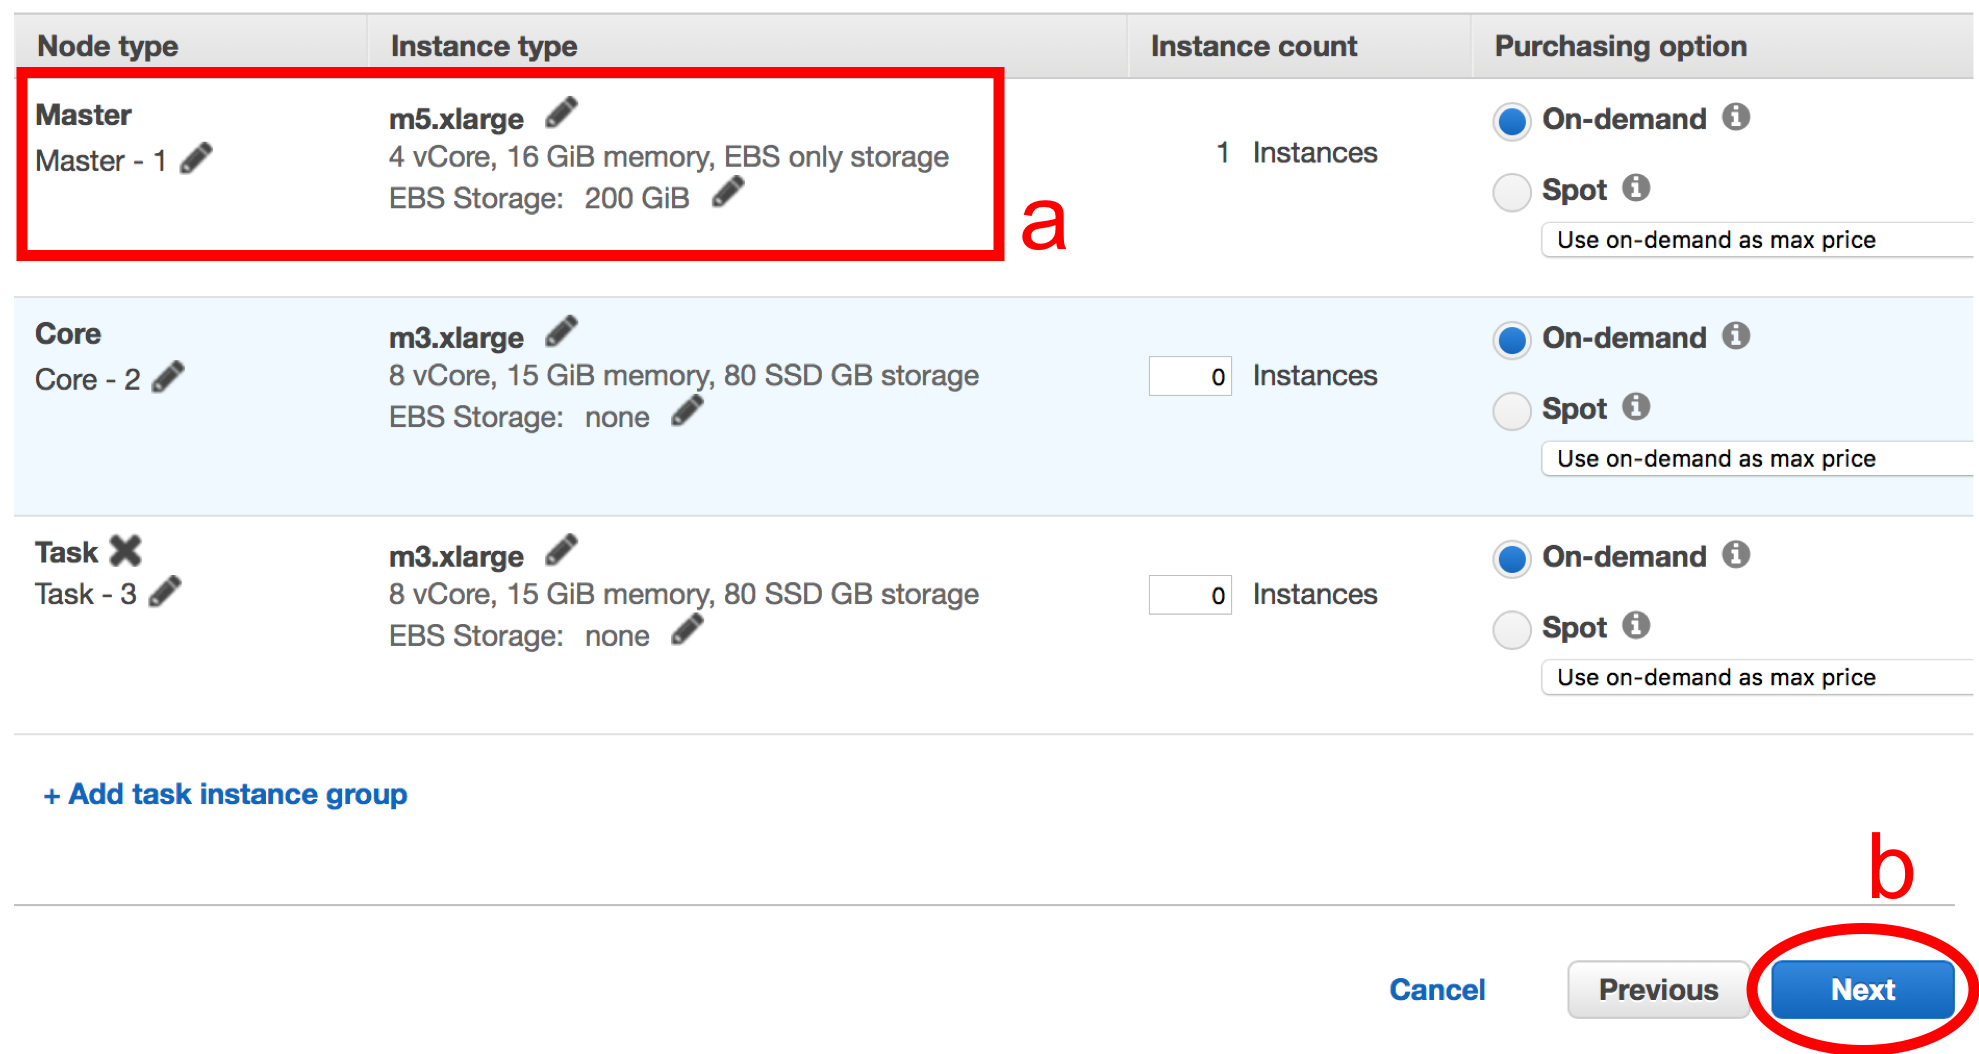 Node type Instance type Instance count Purchasing option
Master m5.xlarge On-demand
Master - 1 4 vCore, 16 GiB memory, EBS only storage 1 Instances
EBS Storage: 200 GiB Spot
a
Use on-demand as max price
Core m3.xlarge On-demand
Core - 2 8 vCore, 15 GiB memory, 80 SSD GB storage 0 Instances
EBS Storage: none Spot
Use on-demand as max price
Task m3.xlarge On-demand
Task - 3 8 vCore, 15 GiB memory, 80 SSD GB storage 0 Instances
EBS Storage: none Spot
Use on-demand as max price
+ Add task instance group
b
Cancel Previous Next